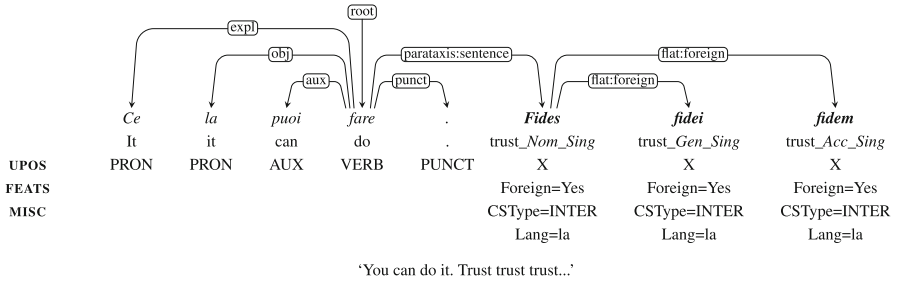 root
expl
obj
parataxis:sentence
flat:foreign
aux
punct
flat:foreign
Ce la puoi fare . Fides fidei fidem
It it can do . trust_Nom_Sing trust_Gen_Sing trust_Acc_Sing
UPOS PRON PRON AUX VERB PUNCT X X X
FEATS Foreign=Yes Foreign=Yes Foreign=Yes
MISC CSType=INTER CSType=INTER CSType=INTER
Lang=la Lang=la Lang=la
‘You can do it. Trust trust trust...’